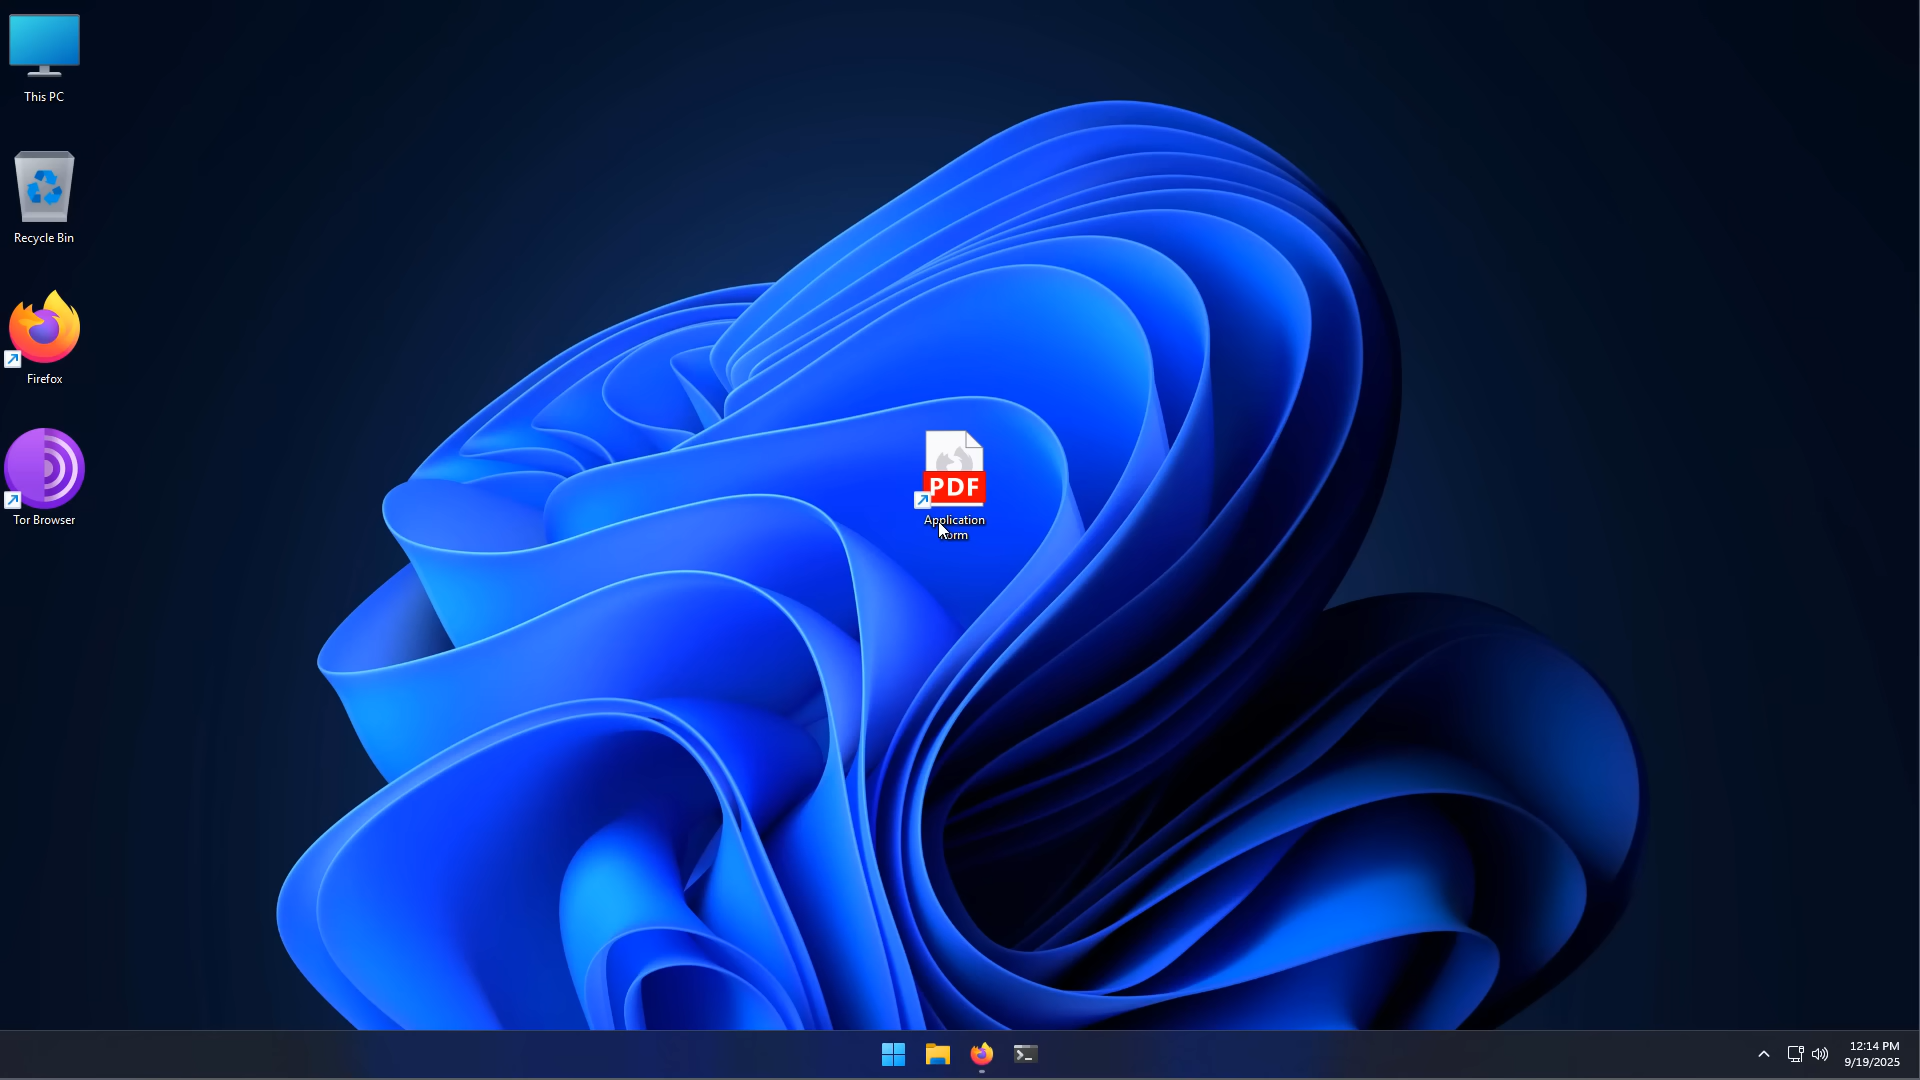 This PC
Recycle Bin
Firefox
Tor Browser
PDF
Application
Form
12:14 PM
9/19/2025